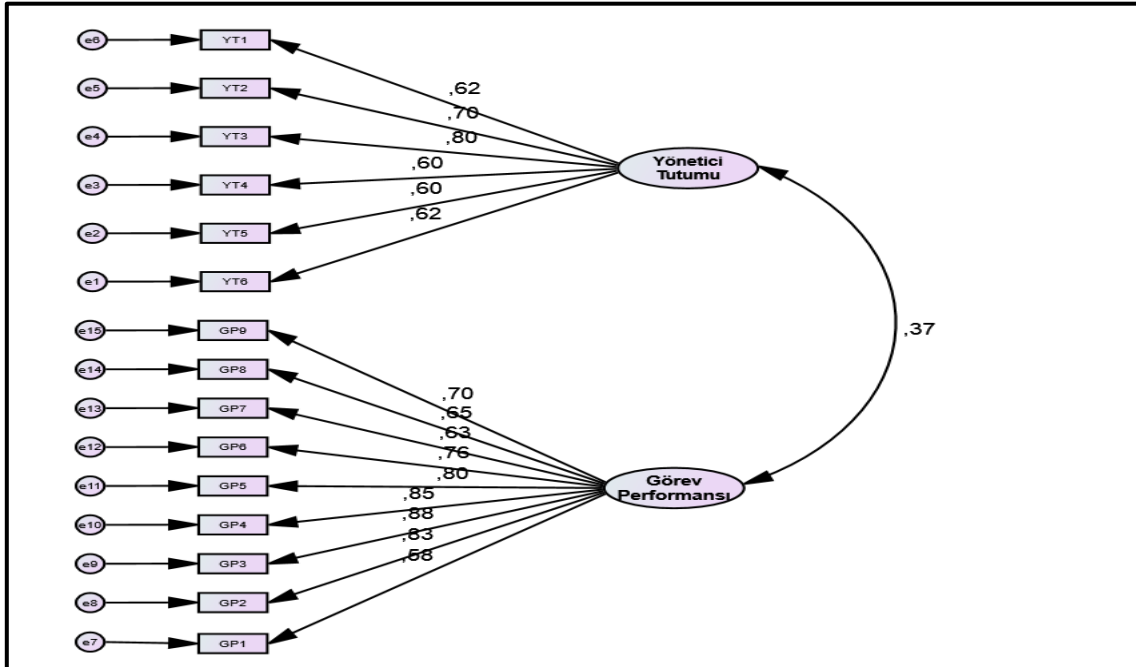 e6
YT1
e5
YT2
e4
YT3
e3
YT4
e2
YT5
e1
YT6
,62
,70
,80
,60
,60
,62
Yönetici
Tutumu
,37
e15
GP9
e14
GP8
e13
GP7
e12
GP6
e11
GP5
e10
GP4
e9
GP3
e8
GP2
e7
GP1
,70
,65
,63
,76
,80
,85
,88
,83
,58
Görev
Performansı